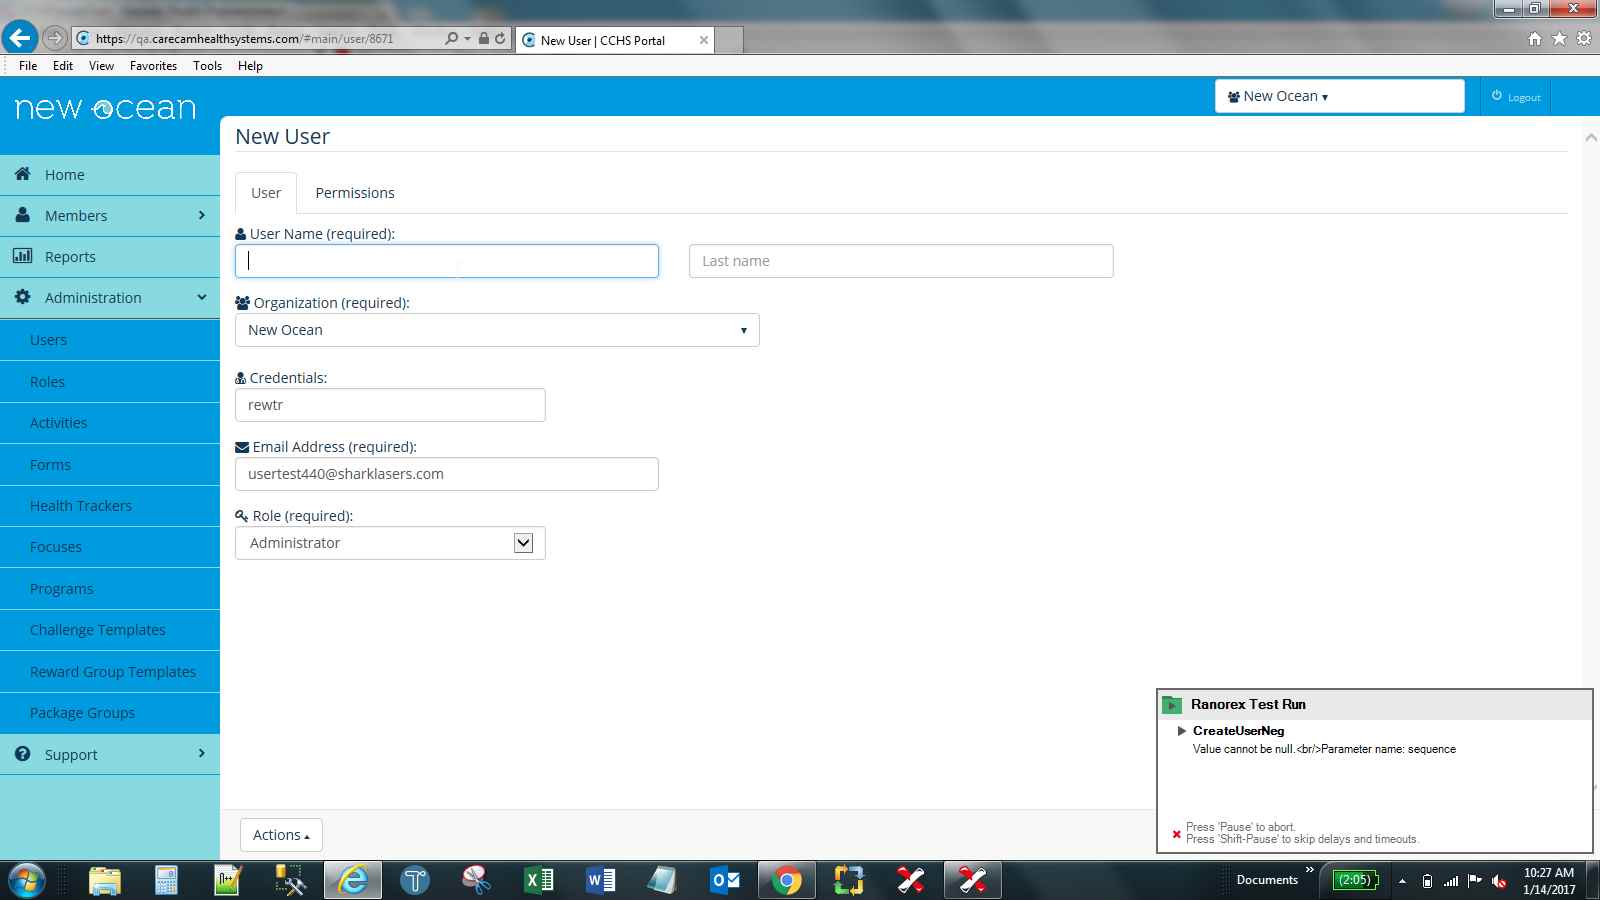 https://qa.carecamhealthsystems.com/#main/user/8671
New User | CCHS Portal
File Edit View Favorites Tools Help
new ocean
New Ocean ▾
Logout
New User
Home
Members
Reports
Administration
Users
Roles
Activities
Forms
Health Trackers
Focuses
Programs
Challenge Templates
Reward Group Templates
Package Groups
Support
User Permissions
User Name (required):
Last name
Organization (required):
New Ocean
Credentials:
rewtr
Email Address (required):
usertest440@sharklasers.com
Role (required):
Administrator
Actions
Ranorex Test Run
CreateUserNeg
Value cannot be null.<br/>Parameter name: sequence
Press 'Pause' to abort.
Press 'Shift-Pause' to skip delays and timeouts.
Documents
(2:05)
10:27 AM
1/14/2017